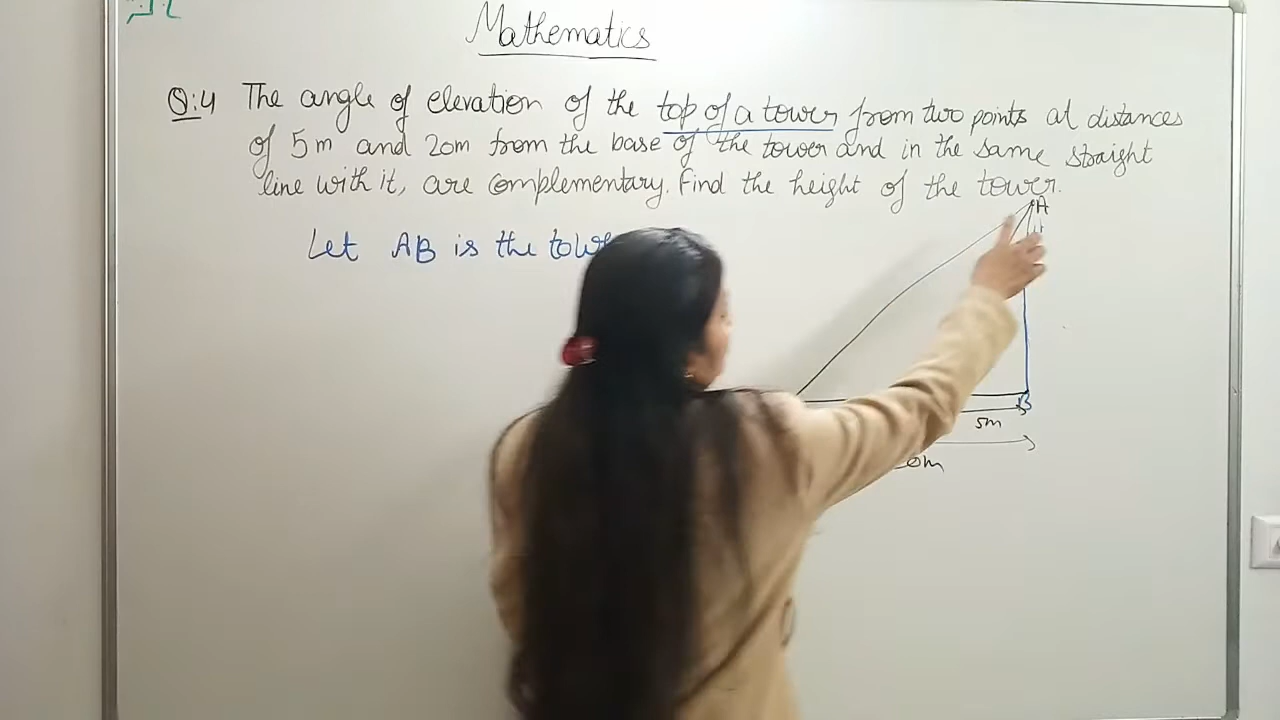 Mathematics
Q:4 The angle of elevation of the top of a tower from two points at distances
of 5m and 20m from the base of the tower and in the same straight
line with it, are complementary. Find the height of the tower.
A
Let AB is the
B
5m